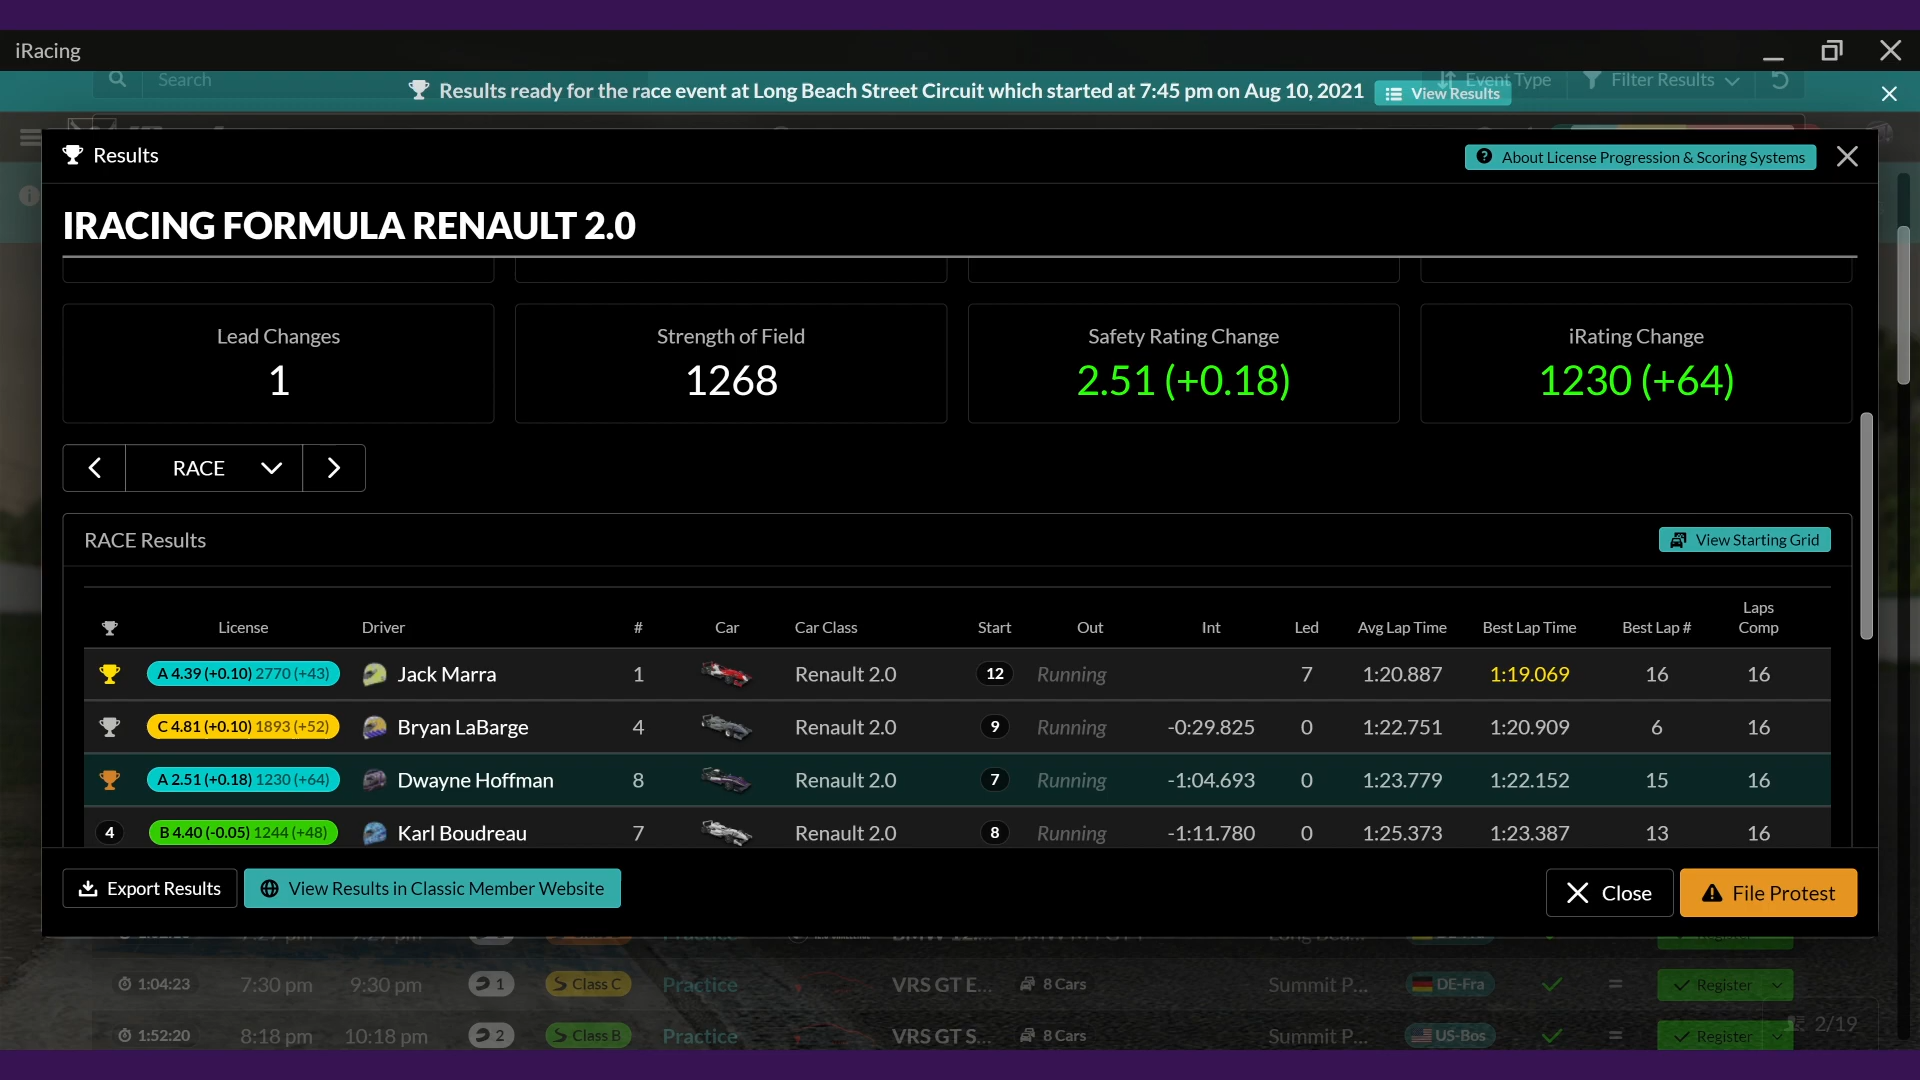 iRacing
Search
Event Type
Filter Results
Results ready for the race event at Long Beach Street Circuit which started at 7:45 pm on Aug 10, 2021
View Results
Results
About License Progression & Scoring Systems
IRACING FORMULA RENAULT 2.0
Lead Changes
1
Strength of Field
1268
Safety Rating Change
2.51 (+0.18)
iRating Change
1230 (+64)
RACE
RACE Results
View Starting Grid
License Driver # Car Car Class Start Out Int Led Avg Lap Time Best Lap Time Best Lap # Laps Comp
A 4.39 (+0.10) 2770 (+43) Jack Marra 1 Renault 2.0 12 Running 7 1:20.887 1:19.069 16 16
C 4.81 (+0.10) 1893 (+52) Bryan LaBarge 4 Renault 2.0 9 Running -0:29.825 0 1:22.751 1:20.909 6 16
A 2.51 (+0.18) 1230 (+64) Dwayne Hoffman 8 Renault 2.0 7 Running -1:04.693 0 1:23.779 1:22.152 15 16
4 B 4.40 (-0.05) 1244 (+48) Karl Boudreau 7 Renault 2.0 8 Running -1:11.780 0 1:25.373 1:23.387 13 16
Export Results
View Results in Classic Member Website
Close
File Protest
1:04:23 7:30 pm 9:30 pm 1 Class C Practice VRS GT E... 8 Cars Summit P... DE-Fra Register
1:52:20 8:18 pm 10:18 pm 2 Class B Practice VRS GT S... 8 Cars Summit P... US-Bos Register
2/19